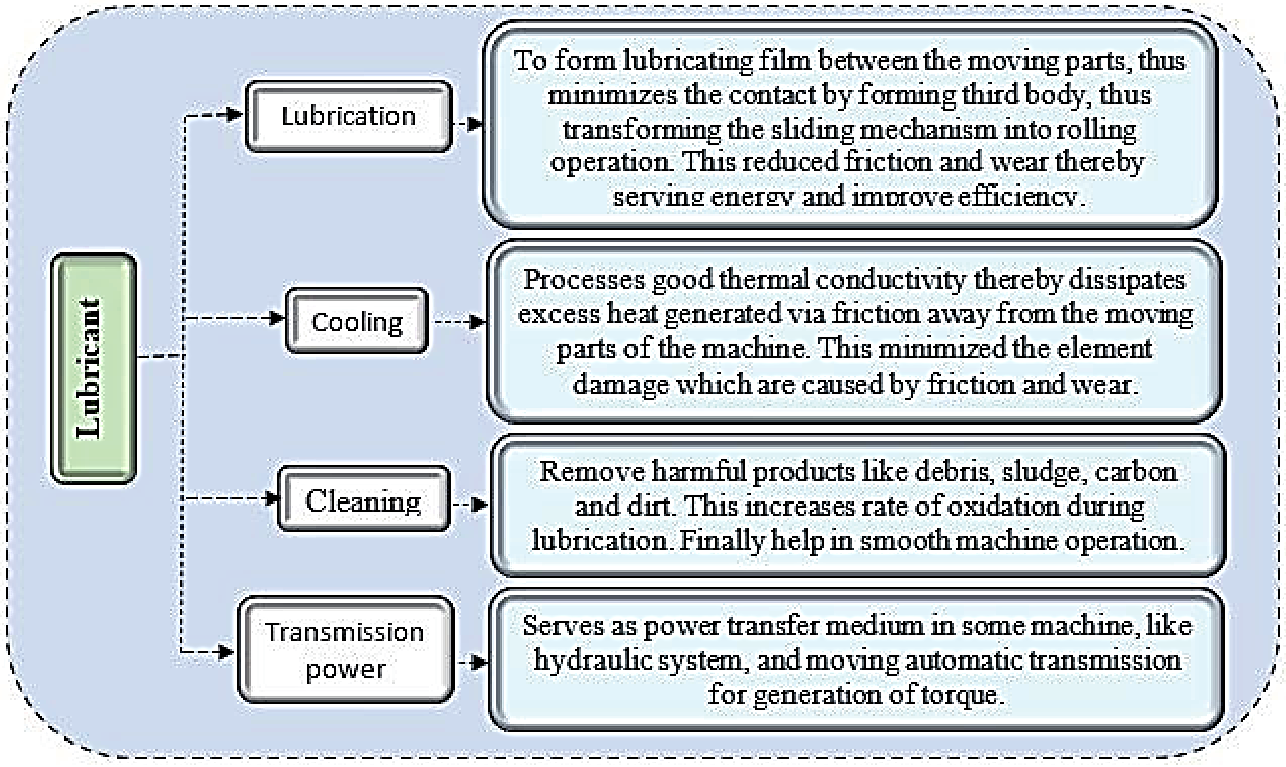 Lubricant
Lubrication
To form lubricating film between the moving parts, thus
minimizes the contact by forming third body, thus
transforming the sliding mechanism into rolling
operation. This reduced friction and wear thereby
serving energy and improve efficiency.
Cooling
Processes good thermal conductivity thereby dissipates
excess heat generated via friction away from the moving
parts of the machine. This minimized the element
damage which are caused by friction and wear.
Cleaning
Remove harmful products like debris, sludge, carbon
and dirt. This increases rate of oxidation during
lubrication. Finally help in smooth machine operation.
Transmission
power
Serves as power transfer medium in some machine, like
hydraulic system, and moving automatic transmission
for generation of torque.